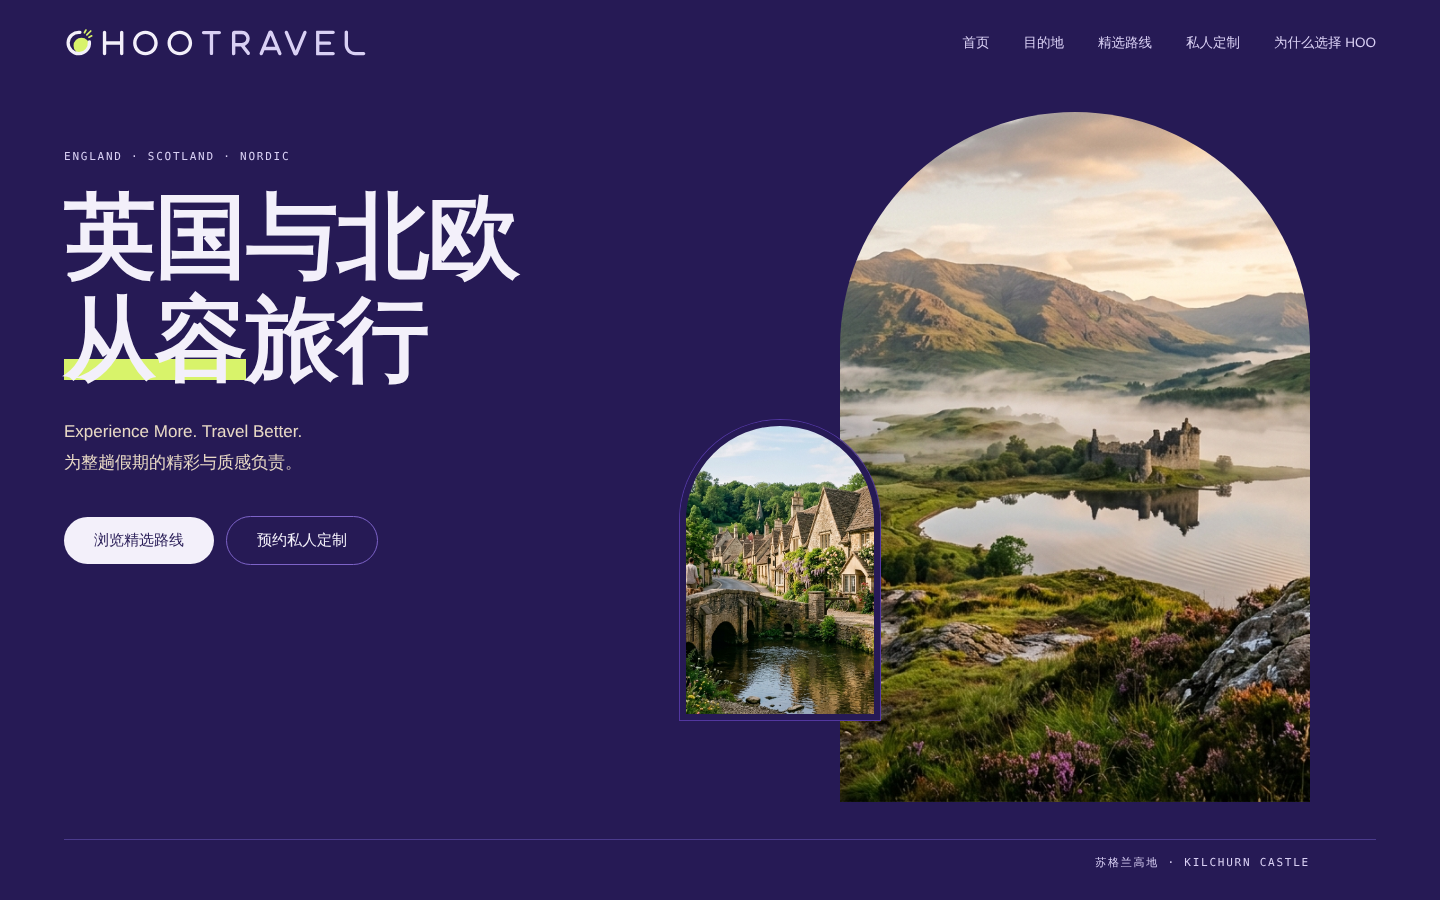 HOOTRAVEL
首页
目的地
精选路线
私人定制
为什么选择 HOO
ENGLAND · SCOTLAND · NORDIC
英国与北欧
从容旅行
Experience More. Travel Better.
为整趟假期的精彩与质感负责。
浏览精选路线
预约私人定制
苏格兰高地 · KILCHURN CASTLE